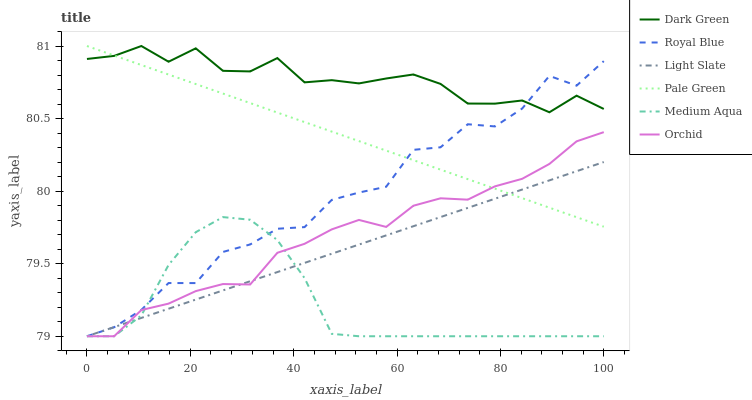 title
81
80.5
80
79.5
79
0
20
40
60
80
100
xaxis_label
yaxis_label
Dark Green
Royal Blue
Light Slate
Pale Green
Medium Aqua
Orchid